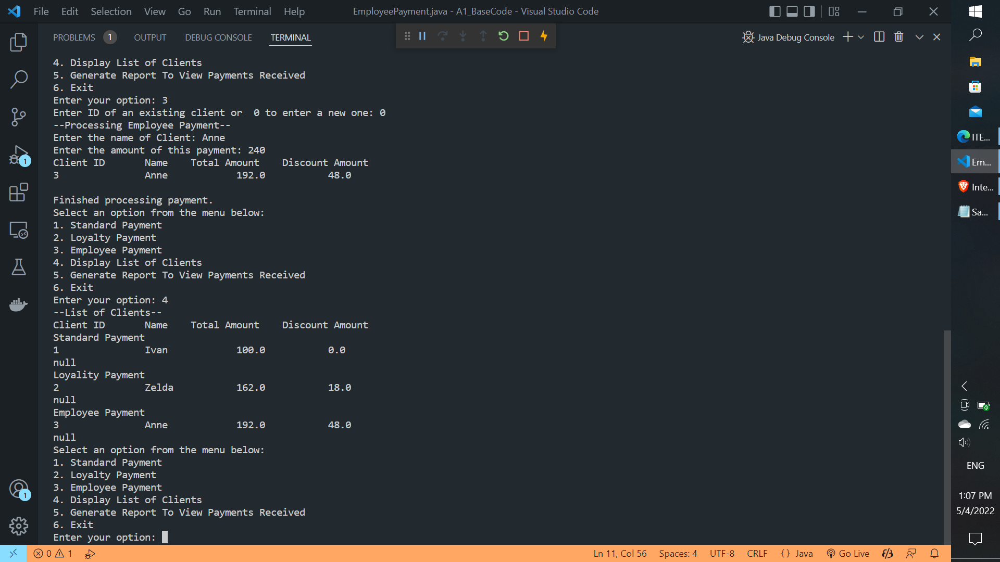 File Edit Selection View Go Run Terminal Help EmployeePayment.java - A1_BaseCode - Visual Studio Code
PROBLEMS 1 OUTPUT DEBUG CONSOLE TERMINAL Java Debug Console
4. Display List of Clients
5. Generate Report To View Payments Received
6. Exit
Enter your option: 3
Enter ID of an existing client or  0 to enter a new one: 0
--Processing Employee Payment--
Enter the name of Client: Anne
Enter the amount of this payment: 240
Client ID Name Total Amount Discount Amount
3 Anne 192.0 48.0
Finished processing payment.
Select an option from the menu below:
1. Standard Payment
2. Loyalty Payment
3. Employee Payment
4. Display List of Clients
5. Generate Report To View Payments Received
6. Exit
Enter your option: 4
--List of Clients--
Client ID Name Total Amount Discount Amount
Standard Payment
1 Ivan 100.0 0.0
null
Loyality Payment
2 Zelda 162.0 18.0
null
Employee Payment
3 Anne 192.0 48.0
null
Select an option from the menu below:
1. Standard Payment
2. Loyalty Payment
3. Employee Payment
4. Display List of Clients
5. Generate Report To View Payments Received
6. Exit
Enter your option:
1
1
0 1 Ln 11, Col 56 Spaces: 4 UTF-8 CRLF {} Java Go Live
ITE...
Em...
Inte...
Sa...
ENG
1:07 PM
5/4/2022